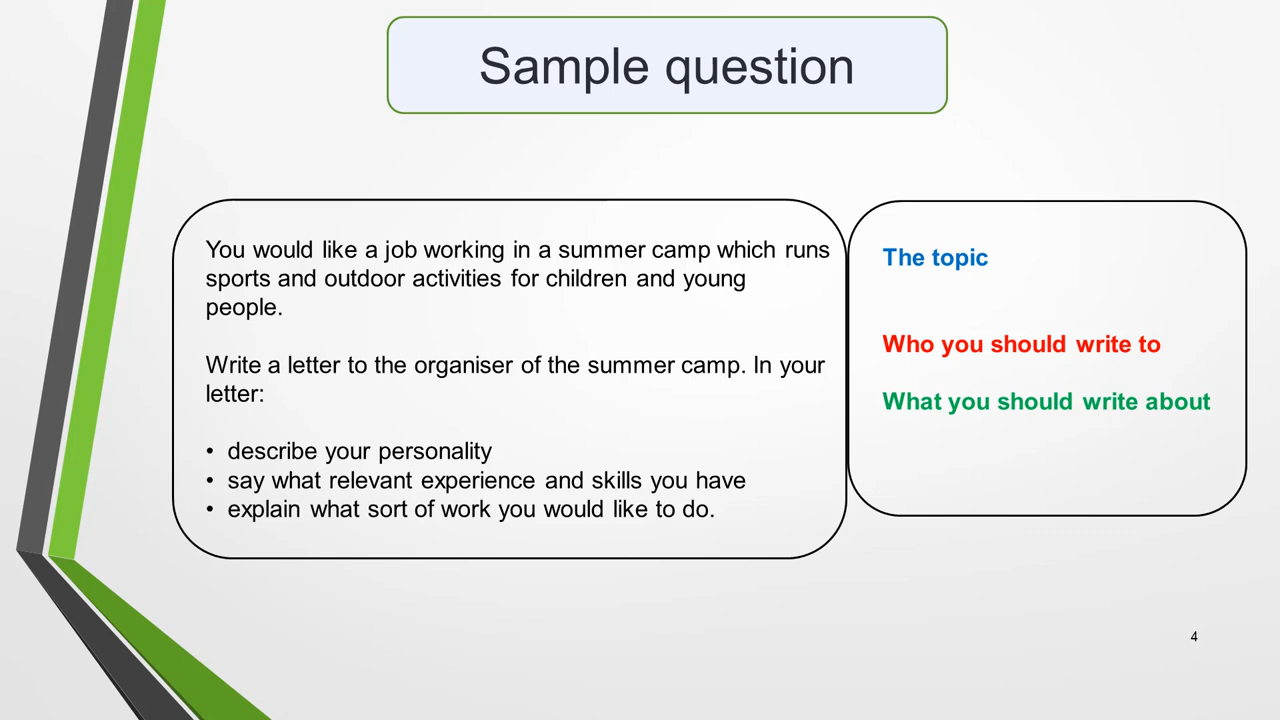 Sample question
You would like a job working in a summer camp which runs
sports and outdoor activities for children and young
people.
Write a letter to the organiser of the summer camp. In your
letter:
• describe your personality
• say what relevant experience and skills you have
• explain what sort of work you would like to do.
The topic
Who you should write to
What you should write about
4